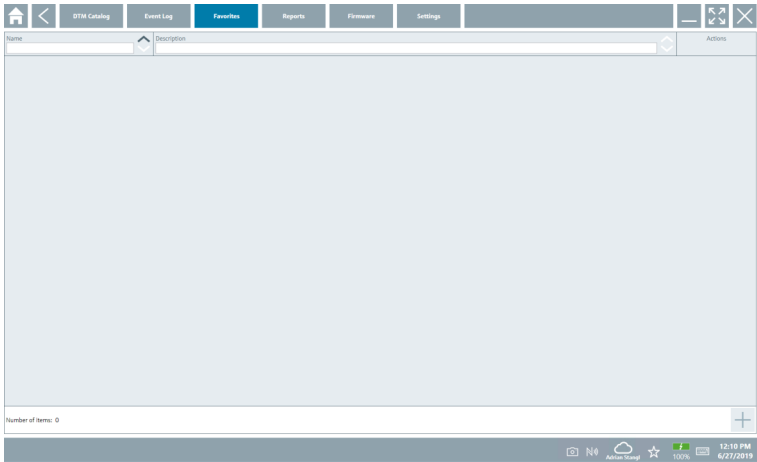 DTM Catalog Event Log Favorites Reports Firmware Settings
Name Description Actions
Number of items: 0
Adrian Stangl 100% 12:10 PM
6/27/2019